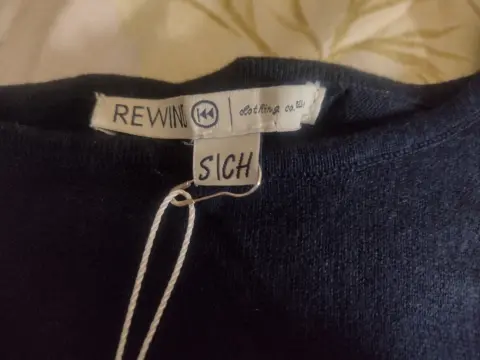 REWIND | clothing co.
S/CH